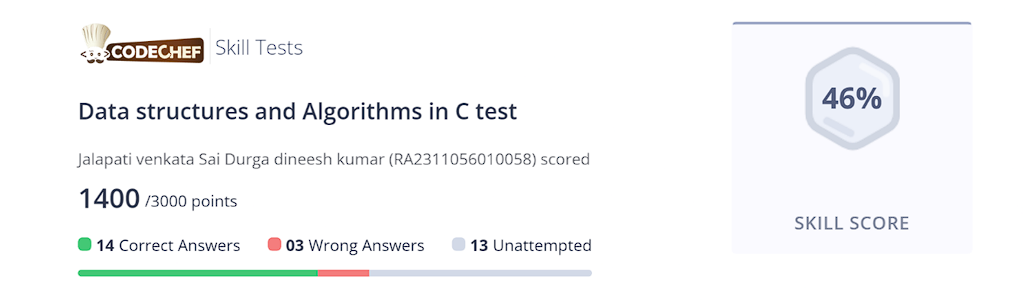 CODECHEF Skill Tests
Data structures and Algorithms in C test
Jalapati venkata Sai Durga dineesh kumar (RA2311056010058) scored
1400 /3000 points
14 Correct Answers 03 Wrong Answers 13 Unattempted
46%
SKILL SCORE